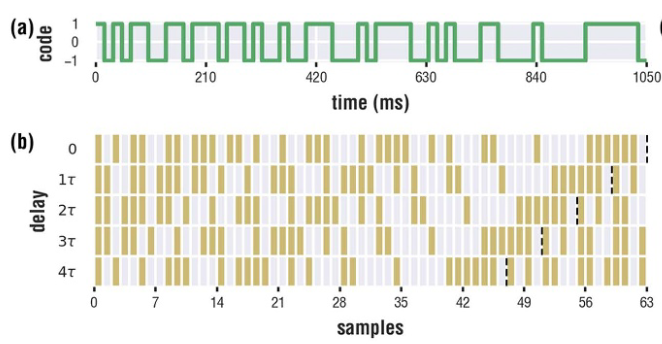 (a)
code
1
0
−1
0 210 420 630 840 1050
time (ms)
(b)
delay
0
1τ
2τ
3τ
4τ
0 7 14 21 28 35 42 49 56 63
samples